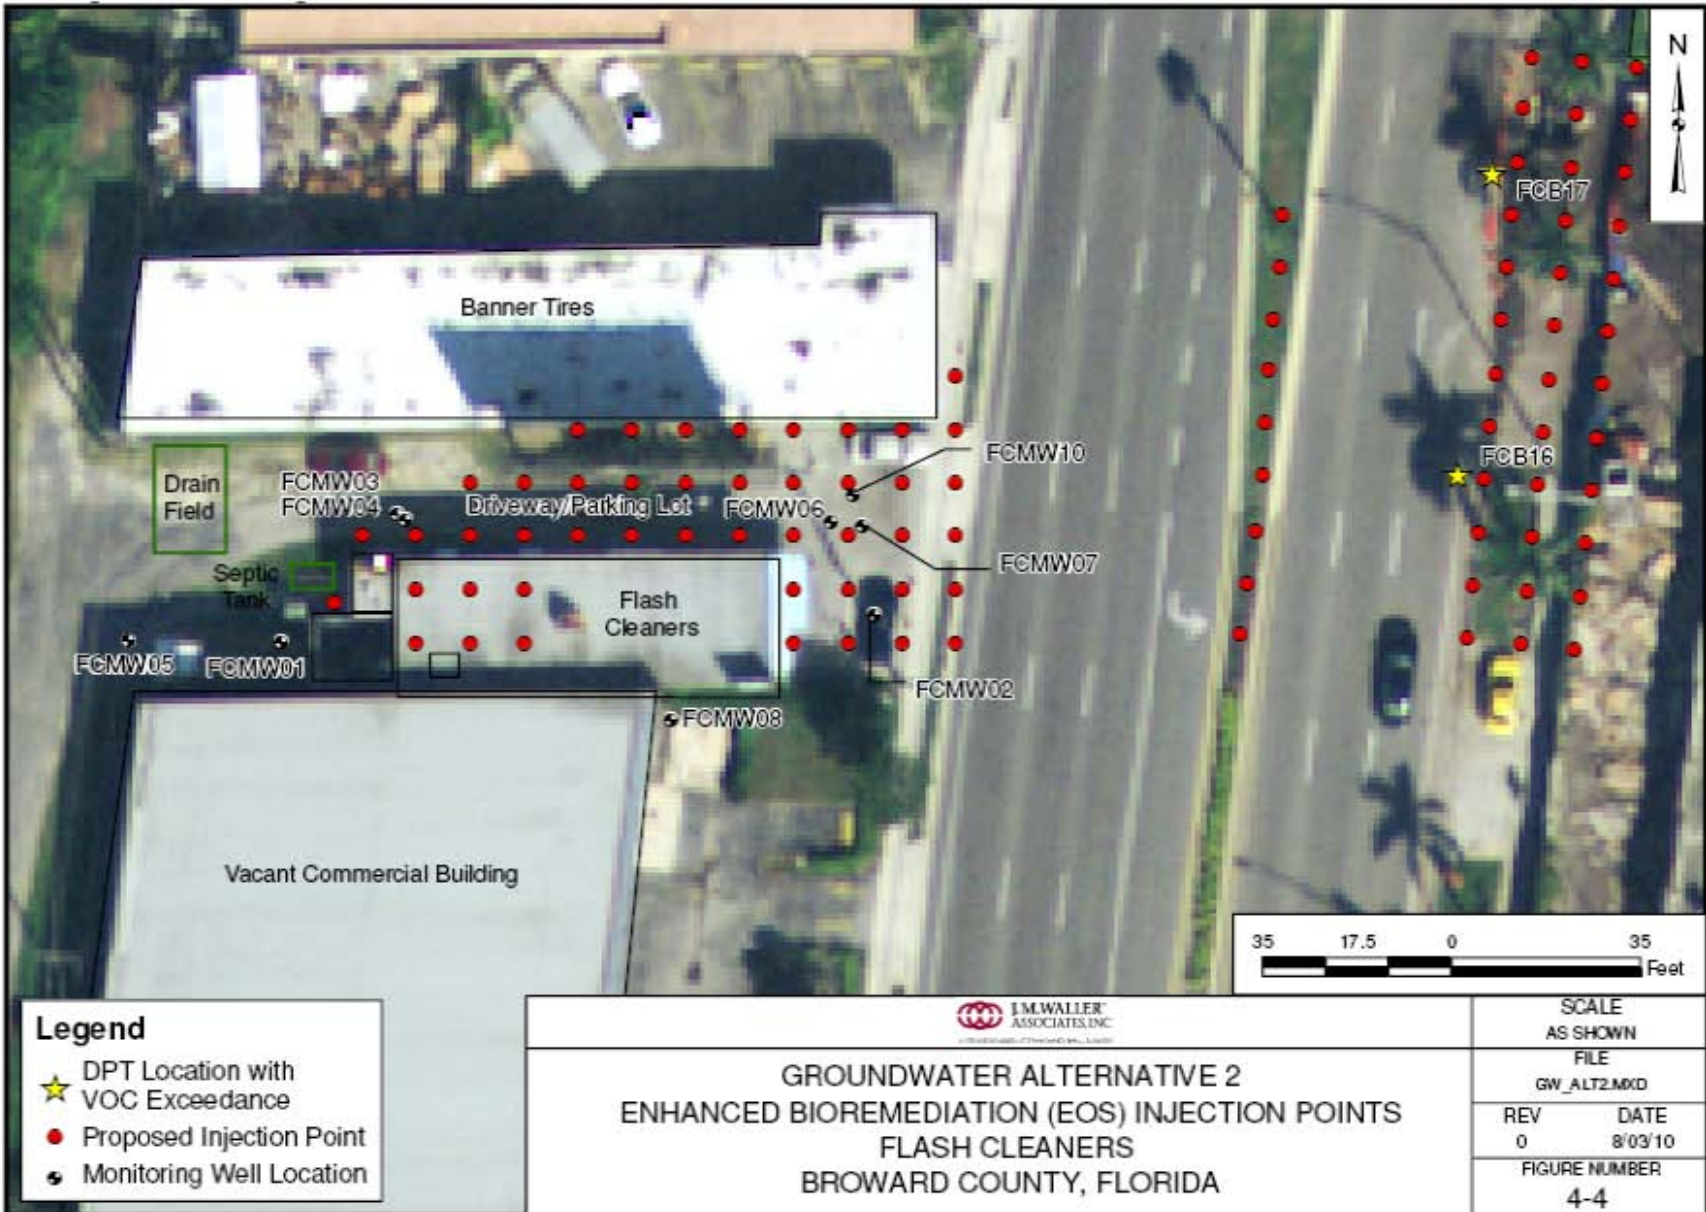 N
FCB17
Banner Tires
FCMW10
FCB16
Drain
Field
FCMW03
FCMW04
Driveway/Parking Lot
FCMW06
FCMW07
Septic
Tank
Flash
Cleaners
FCMW05
FCMW01
FCMW02
FCMW08
Vacant Commercial Building
35 17.5 0 35
Feet
Legend
DPT Location with
VOC Exceedance
Proposed Injection Point
Monitoring Well Location
J.M.WALLER
ASSOCIATES, INC
GROUNDWATER ALTERNATIVE 2
ENHANCED BIOREMEDIATION (EOS) INJECTION POINTS
FLASH CLEANERS
BROWARD COUNTY, FLORIDA
SCALE
AS SHOWN
FILE
GW_ALT2.MXD
REV DATE
0 8/03/10
FIGURE NUMBER
4-4